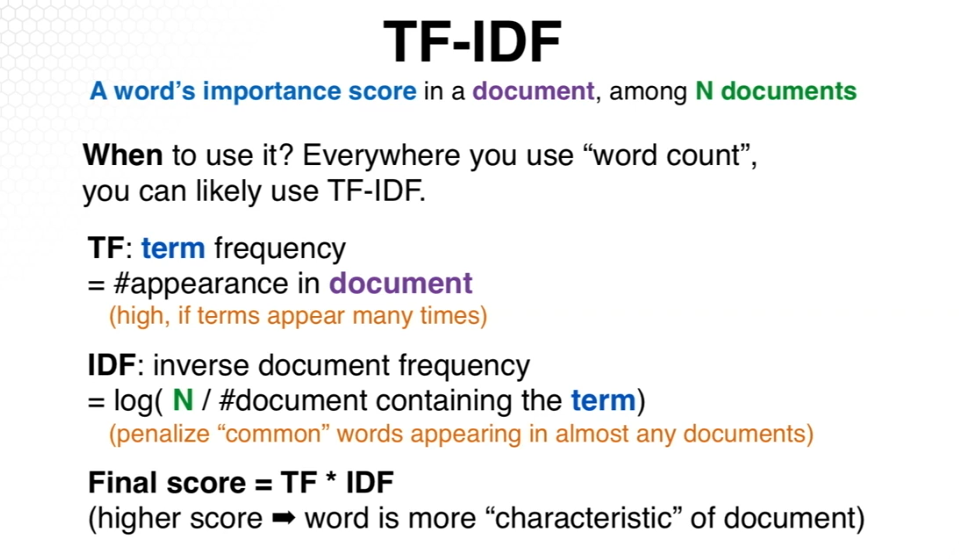 TF-IDF
A word’s importance score in a document, among N documents
When to use it? Everywhere you use “word count”,
you can likely use TF-IDF.
TF: term frequency
= #appearance in document
(high, if terms appear many times)
IDF: inverse document frequency
= log( N / #document containing the term)
(penalize “common” words appearing in almost any documents)
Final score = TF * IDF
(higher score ➡ word is more “characteristic” of document)